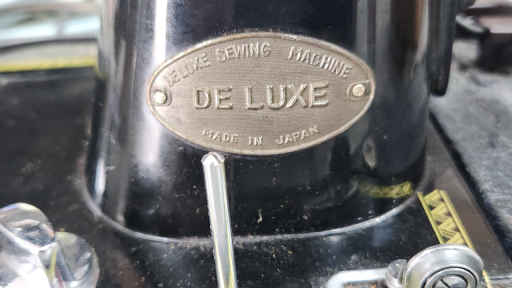 DELUXE SEWING MACHINE
DE LUXE
MADE IN JAPAN